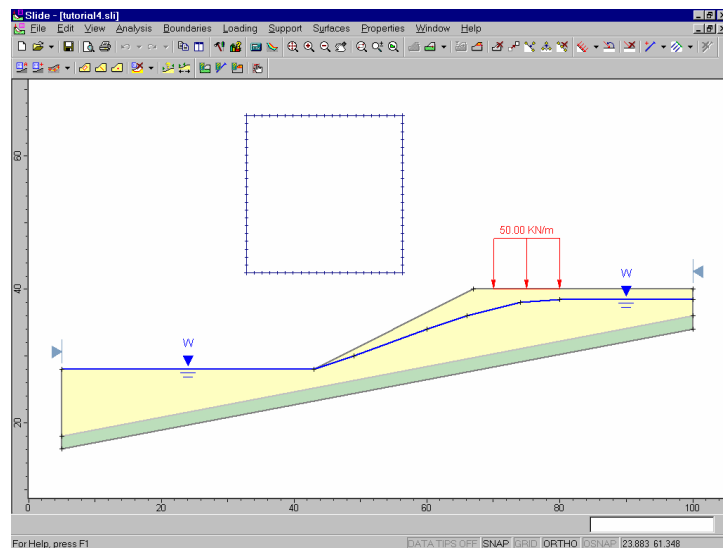 Slide - [tutorial4.sli]
File Edit View Analysis Boundaries Loading Support Surfaces Properties Window Help
60
50.00 KN/m
W
40
W
20
0 20 40 60 80 100
For Help, press F1 DATA TIPS OFF SNAP GRID ORTHO OSNAP 23.883 61.348